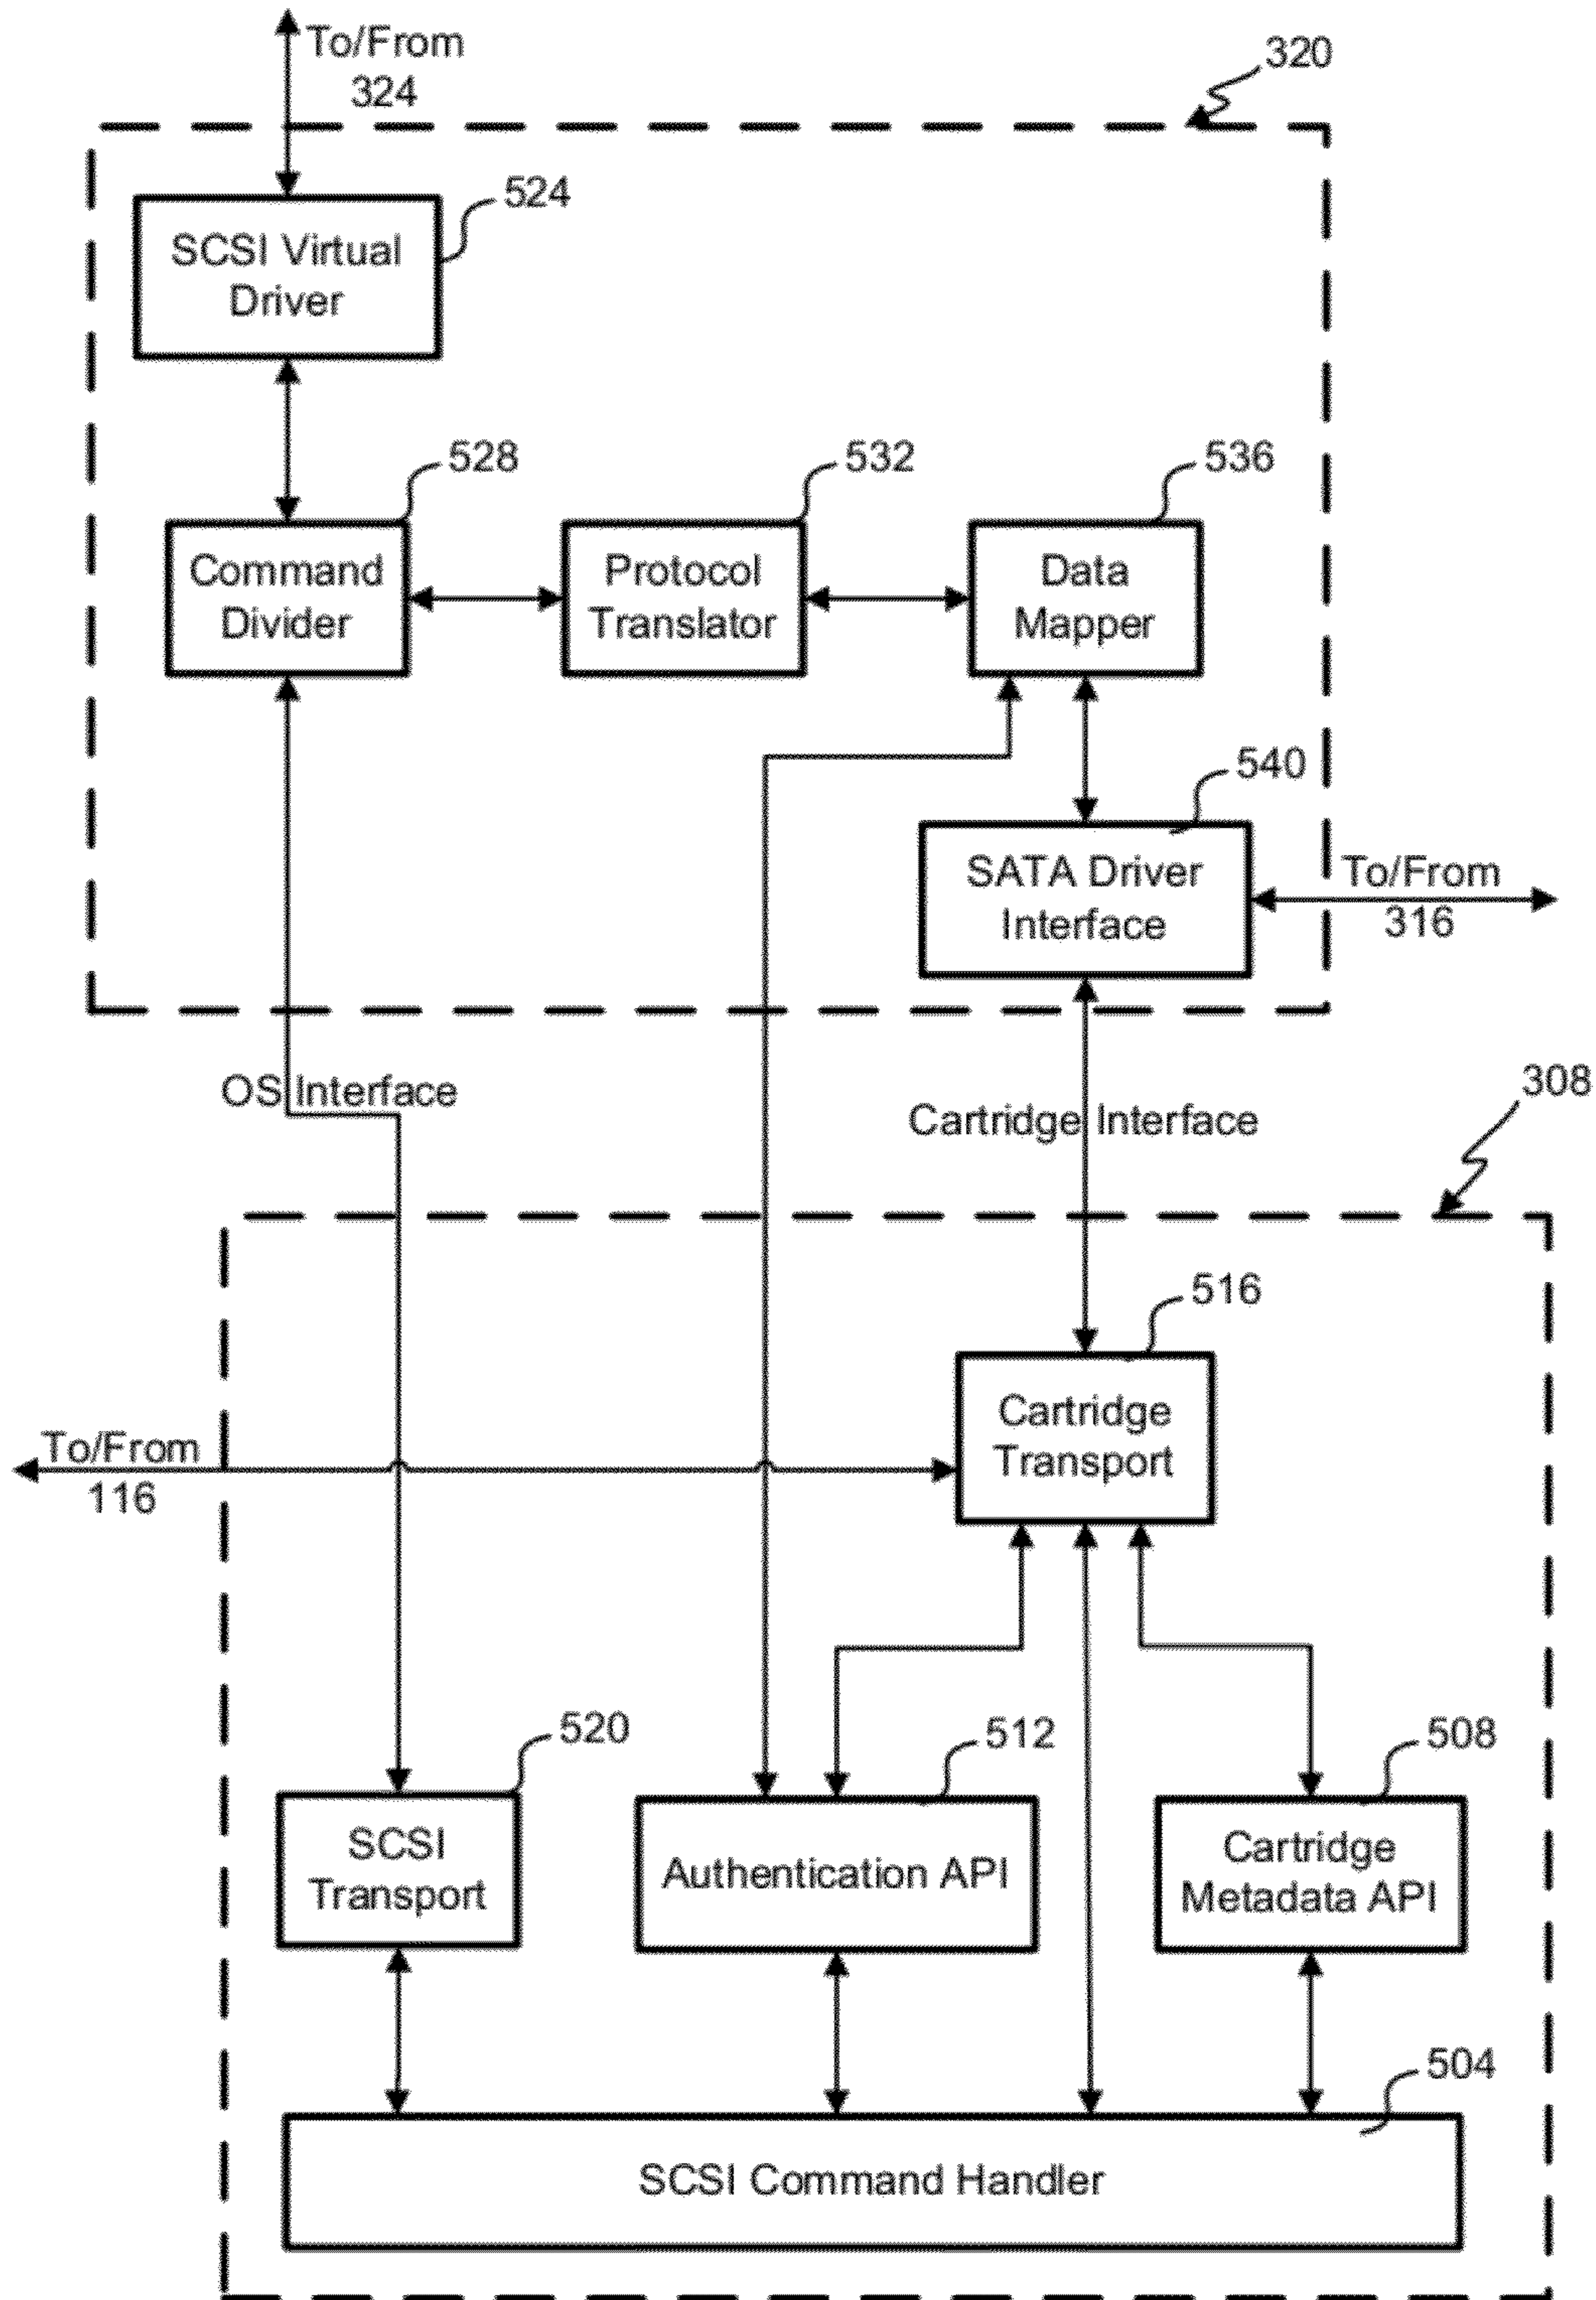 To/From
324
320
524
SCSI Virtual
Driver
528
532
536
Command
Divider
Protocol
Translator
Data
Mapper
540
SATA Driver
Interface
To/From
316
OS Interface
308
Cartridge Interface
516
Cartridge
Transport
To/From
116
520
512
508
SCSI
Transport
Authentication API
Cartridge
Metadata API
504
SCSI Command Handler